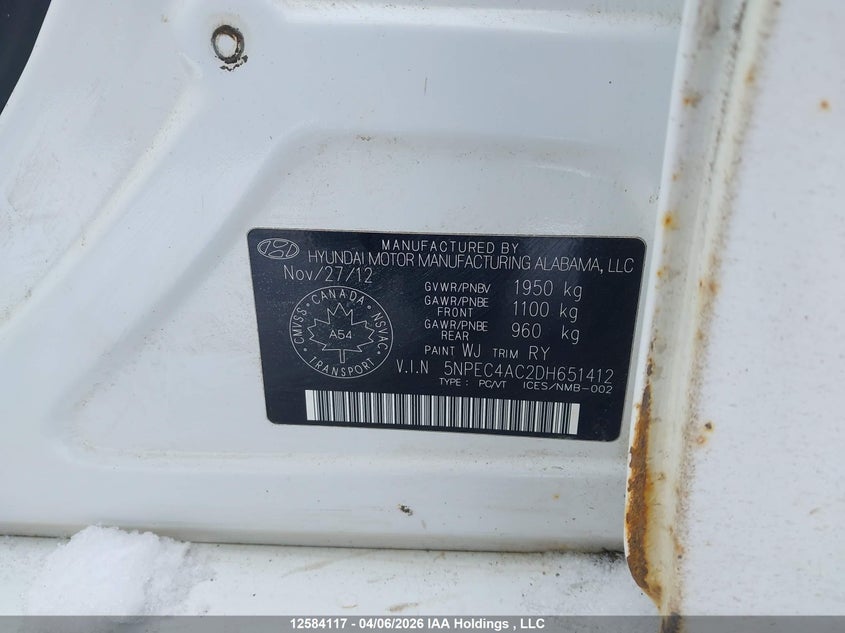 MANUFACTURED BY
HYUNDAI MOTOR MANUFACTURING ALABAMA, LLC
Nov/27/12
GVWR/PNBV 1950 kg
GAWR/PNBE FRONT 1100 kg
GAWR/PNBE REAR 960 kg
CANADA
CMVSS NSVAC
A54
TRANSPORT
PAINT WJ TRIM RY
V.I.N 5NPEC4AC2DH651412
TYPE : PC/VT ICES/NMB-002
12584117 - 04/06/2026 IAA Holdings , LLC